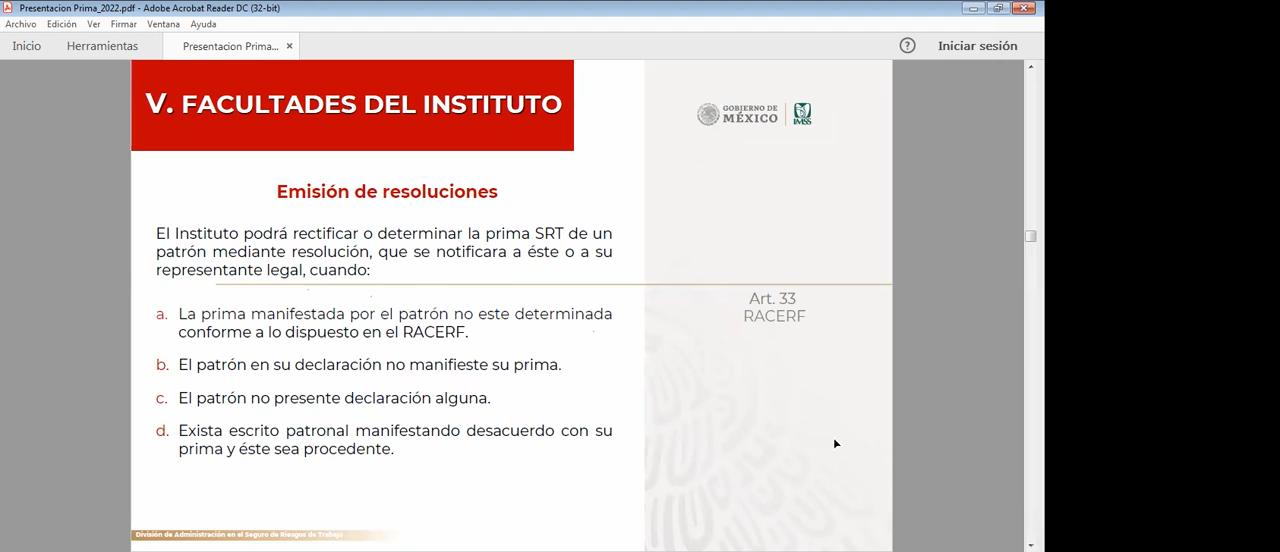 Presentacion Prima_2022.pdf - Adobe Acrobat Reader DC (32-bit)
Archivo Edición Ver Firmar Ventana Ayuda
Inicio Herramientas Presentacion Prima... × ? Iniciar sesión
V. FACULTADES DEL INSTITUTO
GOBIERNO DE
MÉXICO
IMSS
Emisión de resoluciones
El Instituto podrá rectificar o determinar la prima SRT de un
patrón mediante resolución, que se notificara a éste o a su
representante legal, cuando:
Art. 33
RACERF
a. La prima manifestada por el patrón no este determinada
conforme a lo dispuesto en el RACERF.
b. El patrón en su declaración no manifieste su prima.
c. El patrón no presente declaración alguna.
d. Exista escrito patronal manifestando desacuerdo con su
prima y éste sea procedente.
División de Administración en el Seguro de Riesgos de Trabajo